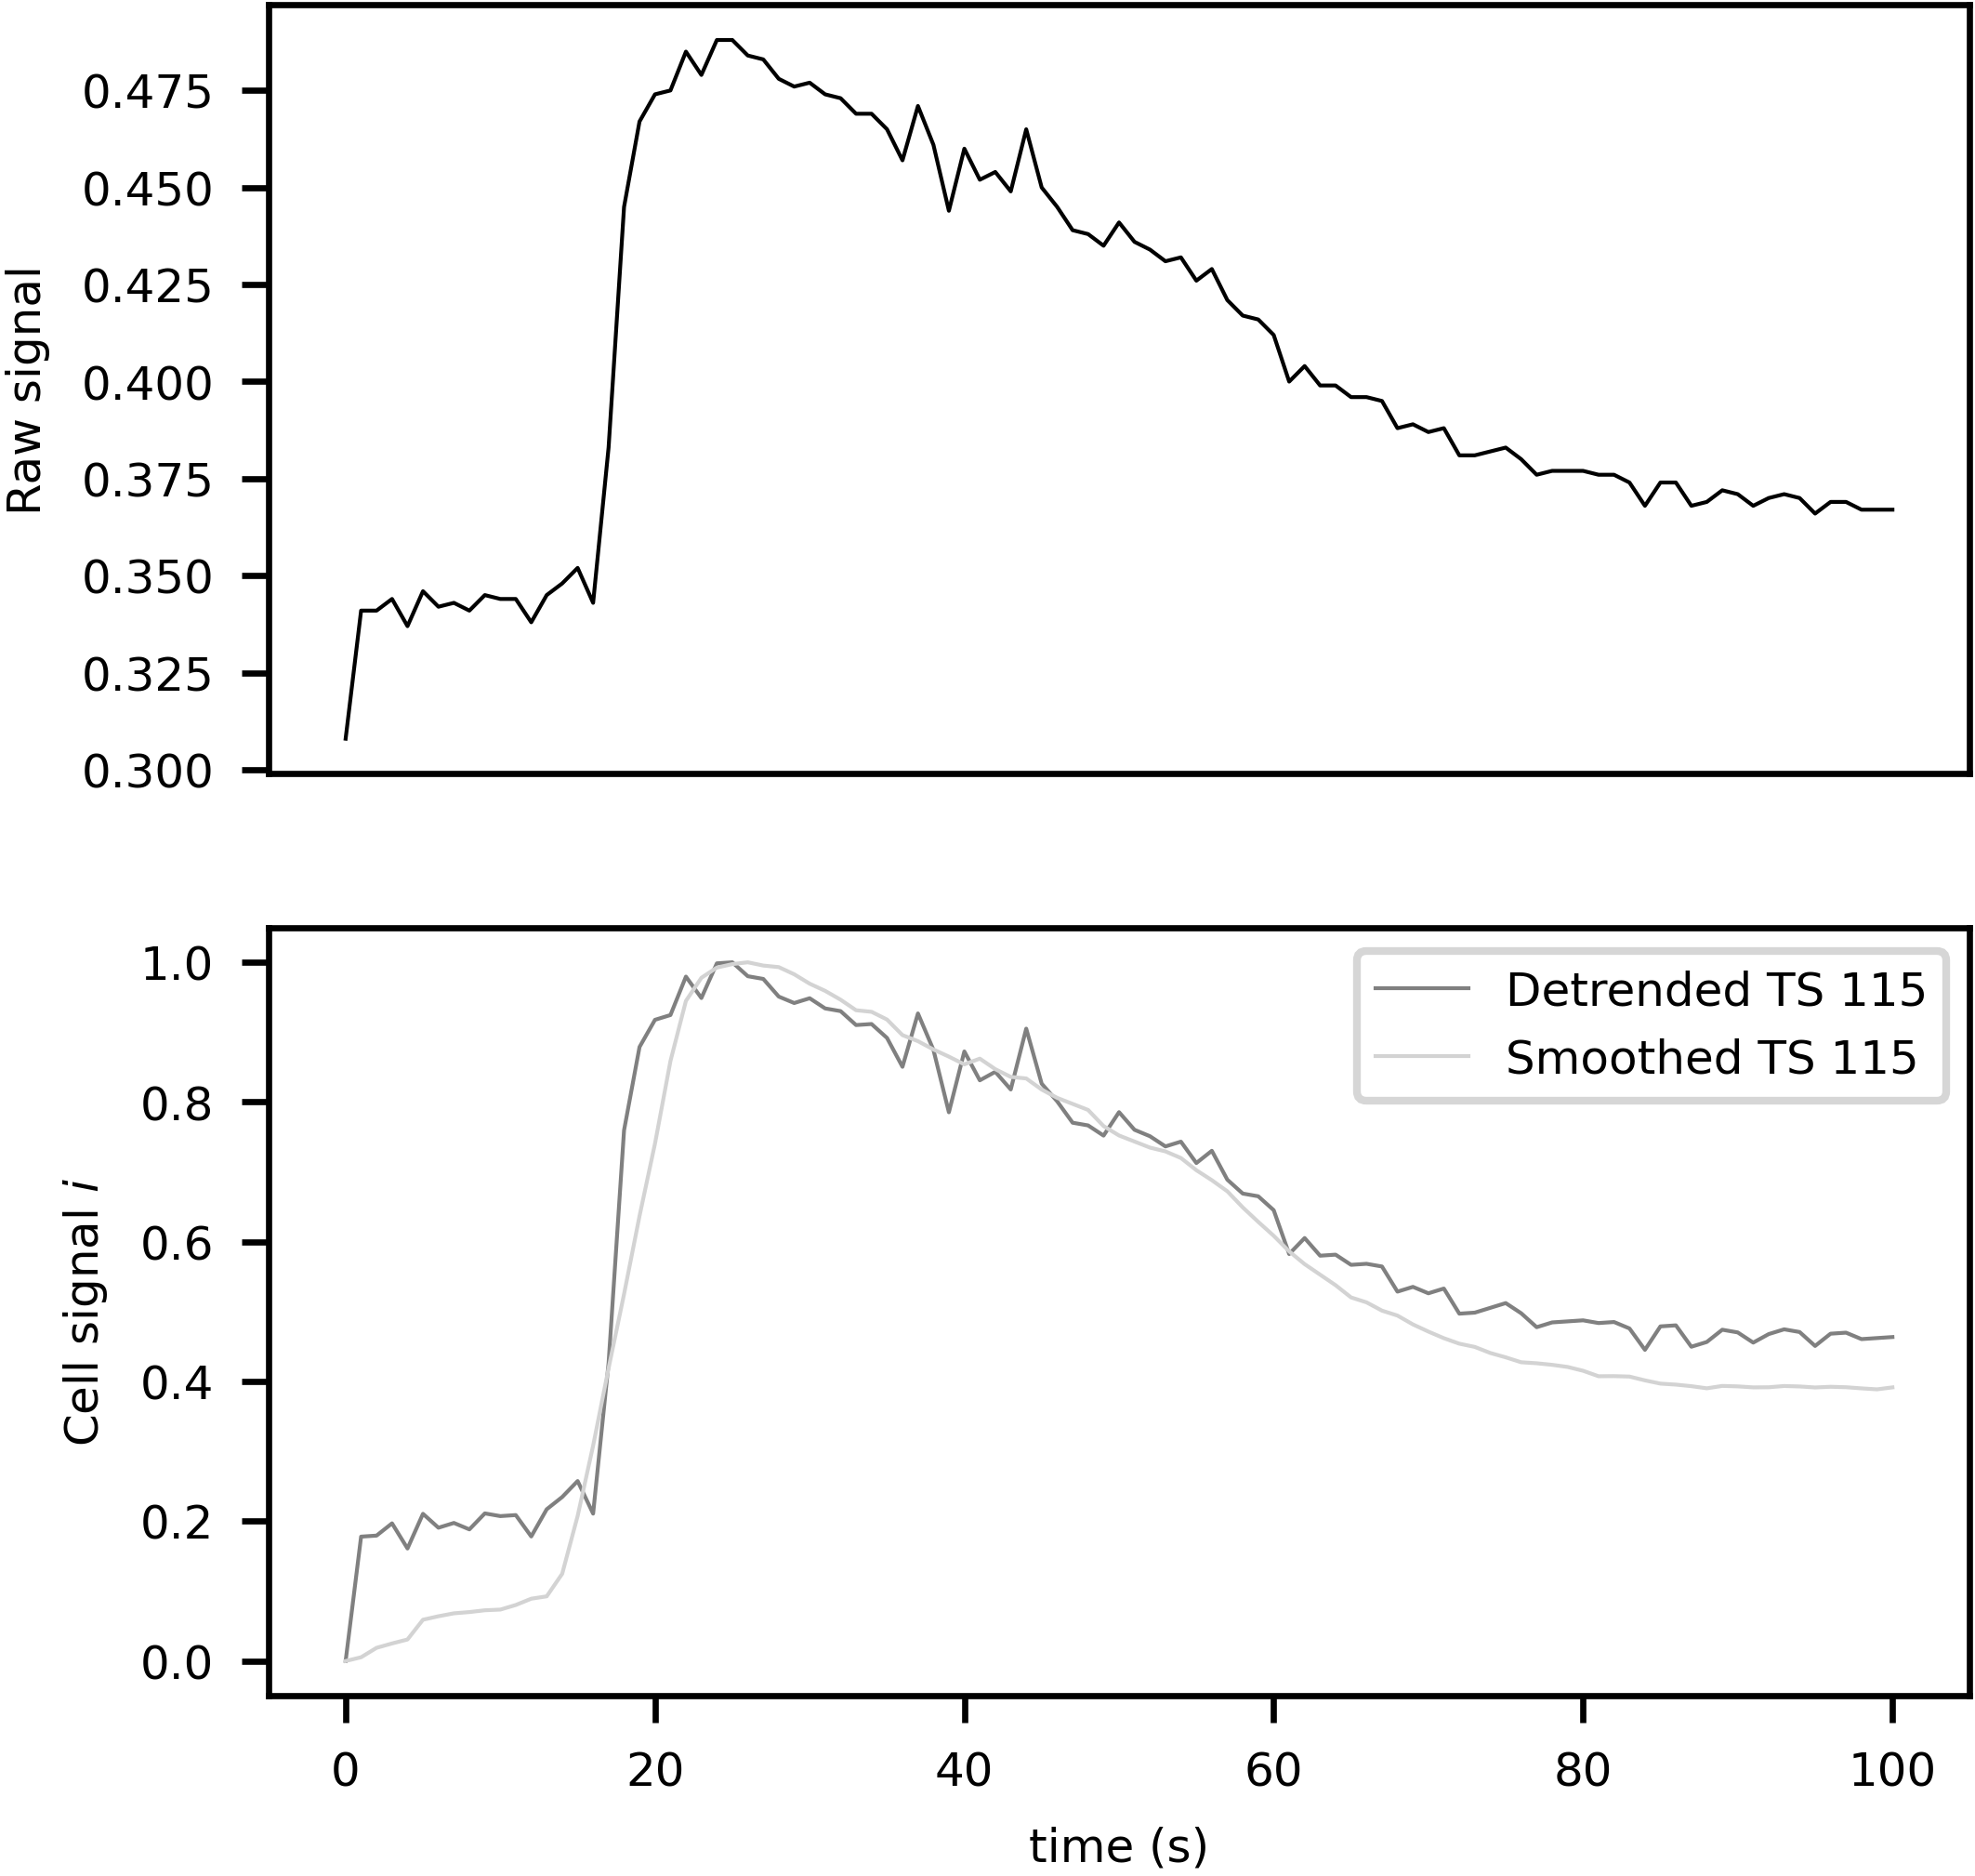 Raw signal
0.475
0.450
0.425
0.400
0.375
0.350
0.325
0.300
Cell signal i
1.0
0.8
0.6
0.4
0.2
0.0
Detrended TS 115
Smoothed TS 115
0 20 40 60 80 100
time (s)